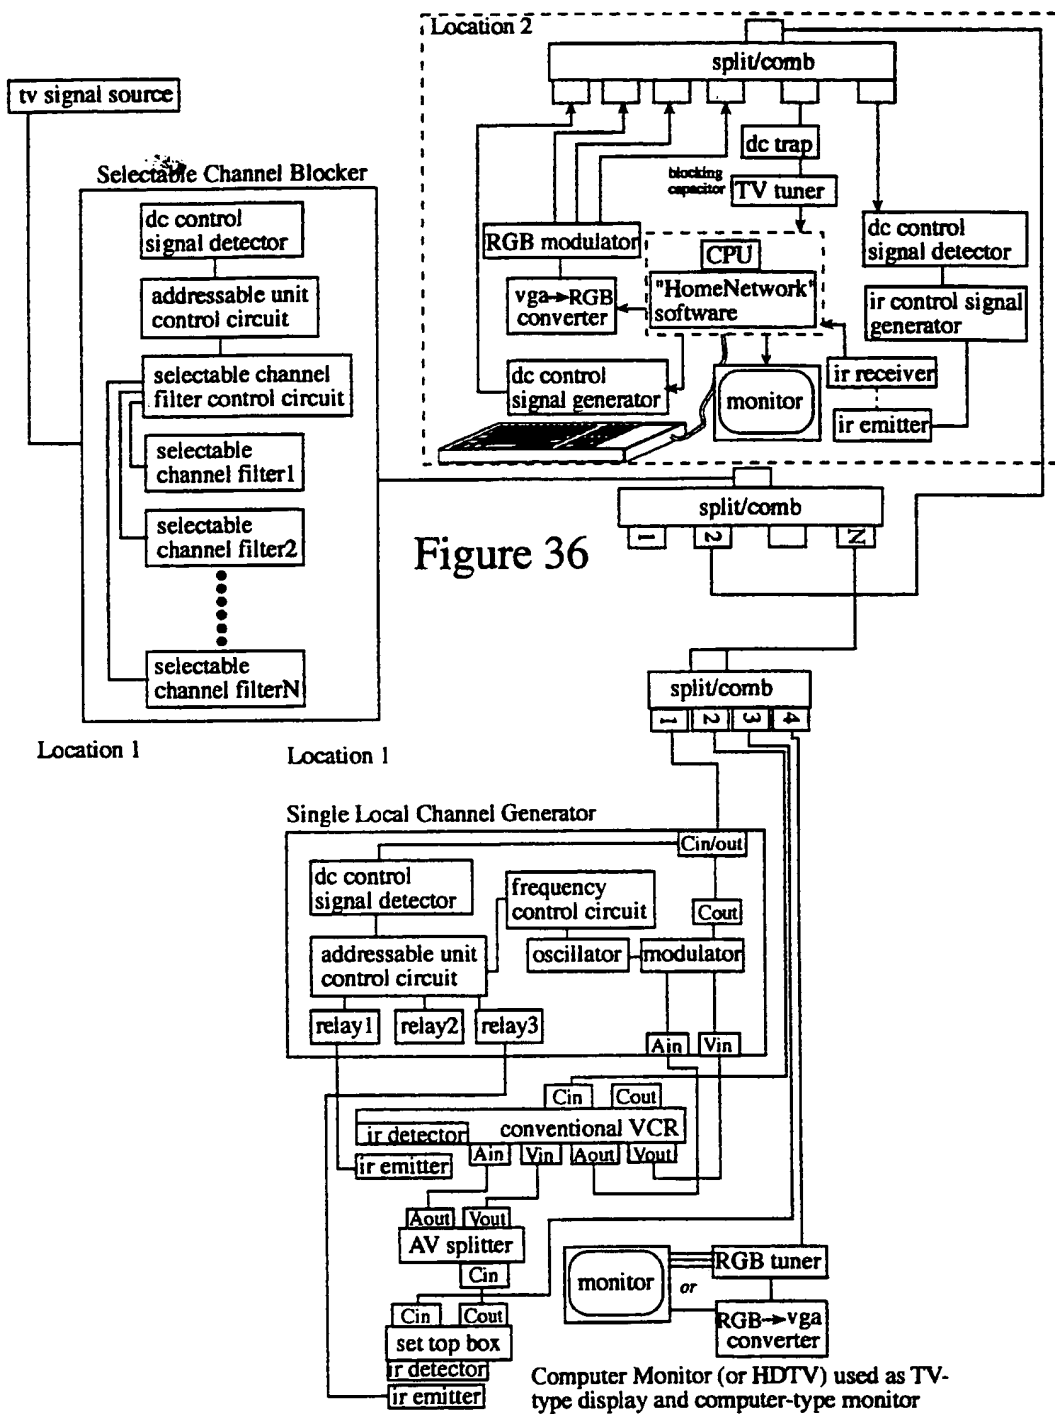 Location 2
split/comb
tv signal source
dc trap
blocking
capacitor
TV tuner
Selectable Channel Blocker
dc control
signal detector
addressable unit
control circuit
selectable channel
filter control circuit
selectable
channel filter1
selectable
channel filter2
selectable
channel filterN
Location 1
Location 1
RGB modulator
CPU
"HomeNetwork"
software
vga→RGB
converter
dc control
signal generator
monitor
dc control
signal detector
ir control signal
generator
ir receiver
ir emitter
split/comb
1
2
N
Figure 36
split/comb
1
2
3
4
Single Local Channel Generator
Cin/out
dc control
signal detector
frequency
control circuit
Cout
addressable unit
control circuit
oscillator
modulator
relay1
relay2
relay3
Ain
Vin
Cin
Cout
conventional VCR
ir detector
Ain
Vin
Aout
Vout
ir emitter
Aout
Vout
AV splitter
Cin
Cin
Cout
set top box
ir detector
ir emitter
monitor
or
RGB tuner
RGB→vga
converter
Computer Monitor (or HDTV) used as TV-
type display and computer-type monitor